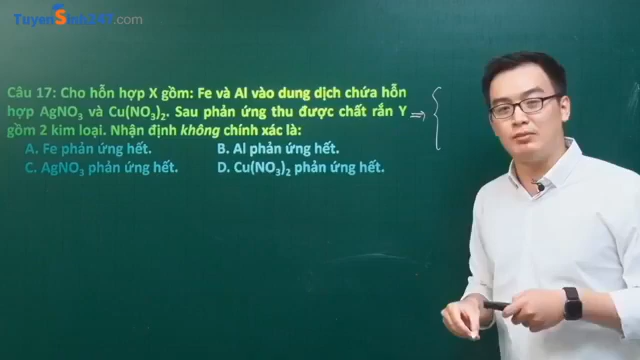 TuyenSinh247.com
Câu 17: Cho hỗn hợp X gồm: Fe và Al vào dung dịch chứa hỗn
hợp AgNO₃ và Cu(NO₃)₂. Sau phản ứng thu được chất rắn Y
gồm 2 kim loại. Nhận định không chính xác là:
A. Fe phản ứng hết. B. Al phản ứng hết.
C. AgNO₃ phản ứng hết. D. Cu(NO₃)₂ phản ứng hết.